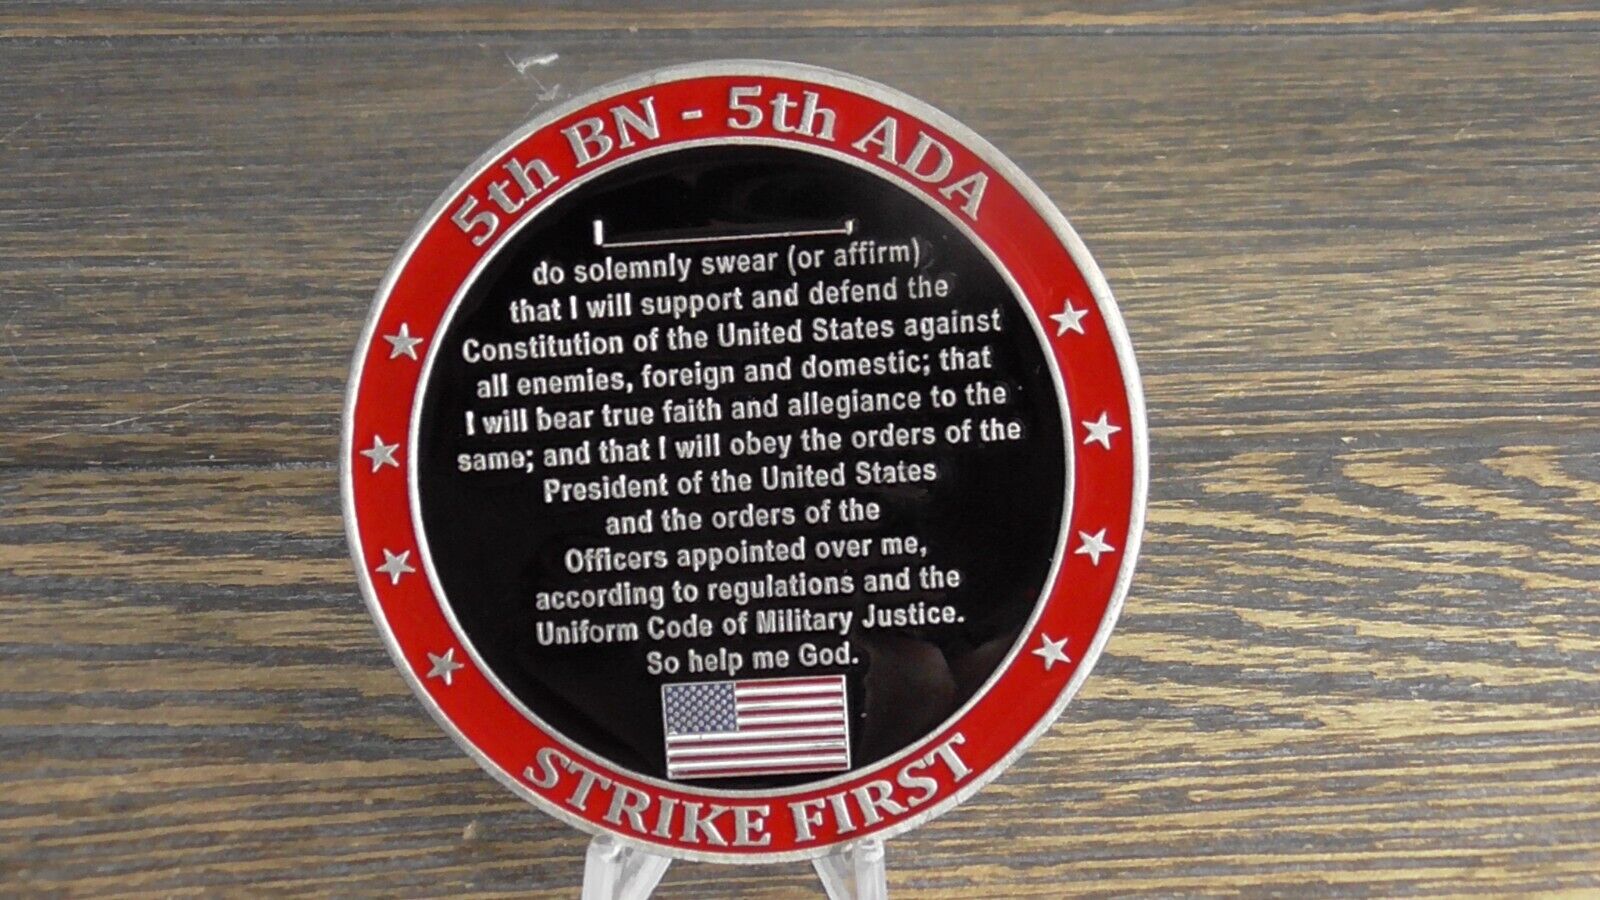 5th BN - 5th ADA
I____________,
do solemnly swear (or affirm)
that I will support and defend the
Constitution of the United States against
all enemies, foreign and domestic; that
I will bear true faith and allegiance to the
same; and that I will obey the orders of the
President of the United States
and the orders of the
Officers appointed over me,
according to regulations and the
Uniform Code of Military Justice.
So help me God.
STRIKE FIRST